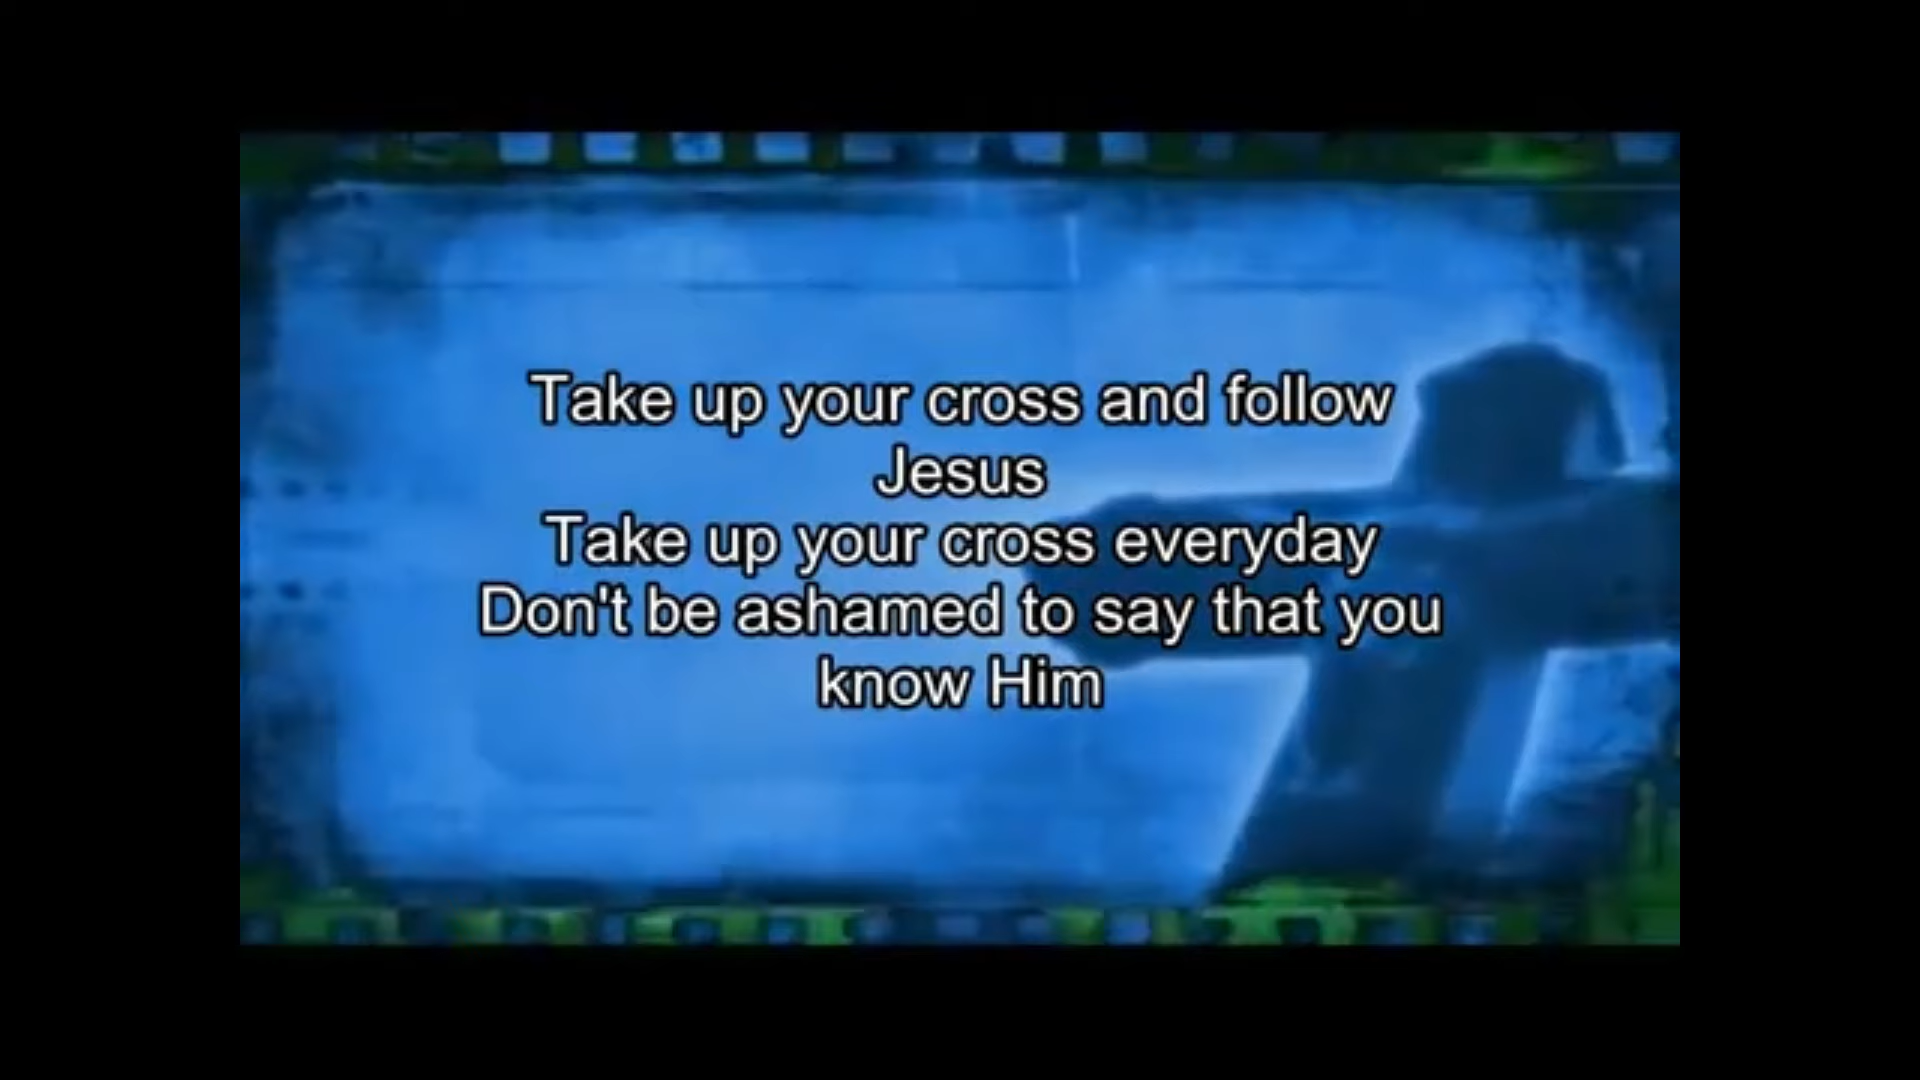 Take up your cross and follow
Jesus
Take up your cross everyday
Don't be ashamed to say that you
know Him